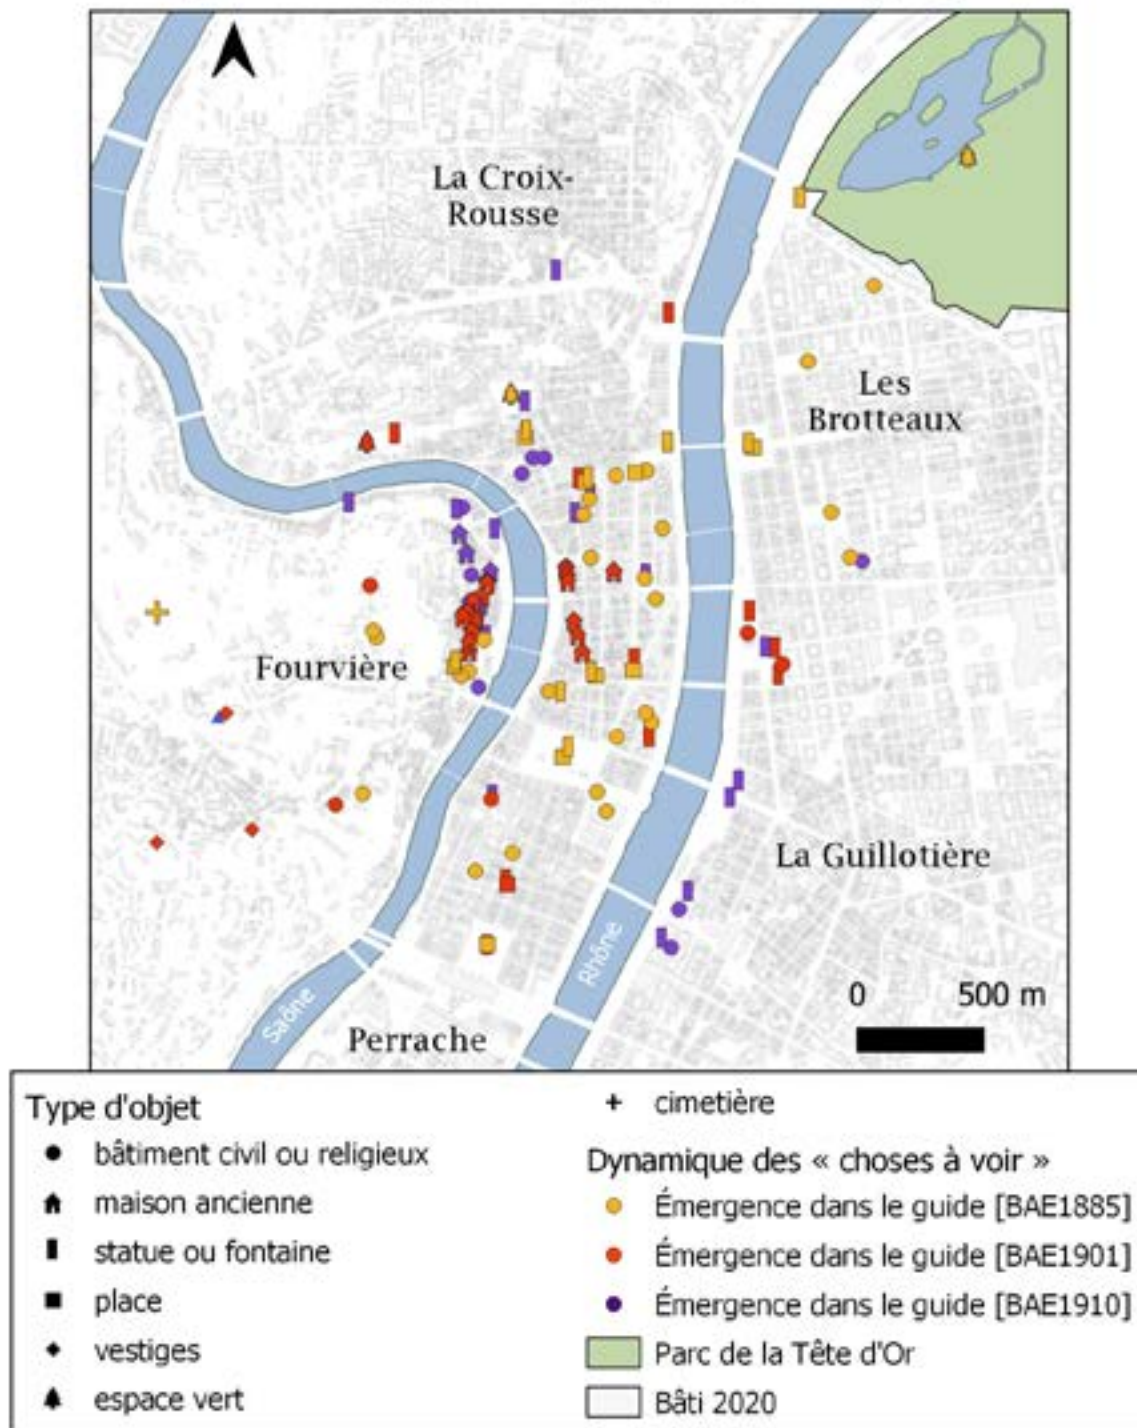 La Croix-
Rousse
Les
Brotteaux
Fourvière
La Guillotière
Rhône
Saône
Perrache
0 500 m
Type d'objet
bâtiment civil ou religieux
maison ancienne
statue ou fontaine
place
vestiges
espace vert
cimetière
Dynamique des « choses à voir »
Émergence dans le guide [BAE1885]
Émergence dans le guide [BAE1901]
Émergence dans le guide [BAE1910]
Parc de la Tête d'Or
Bâti 2020